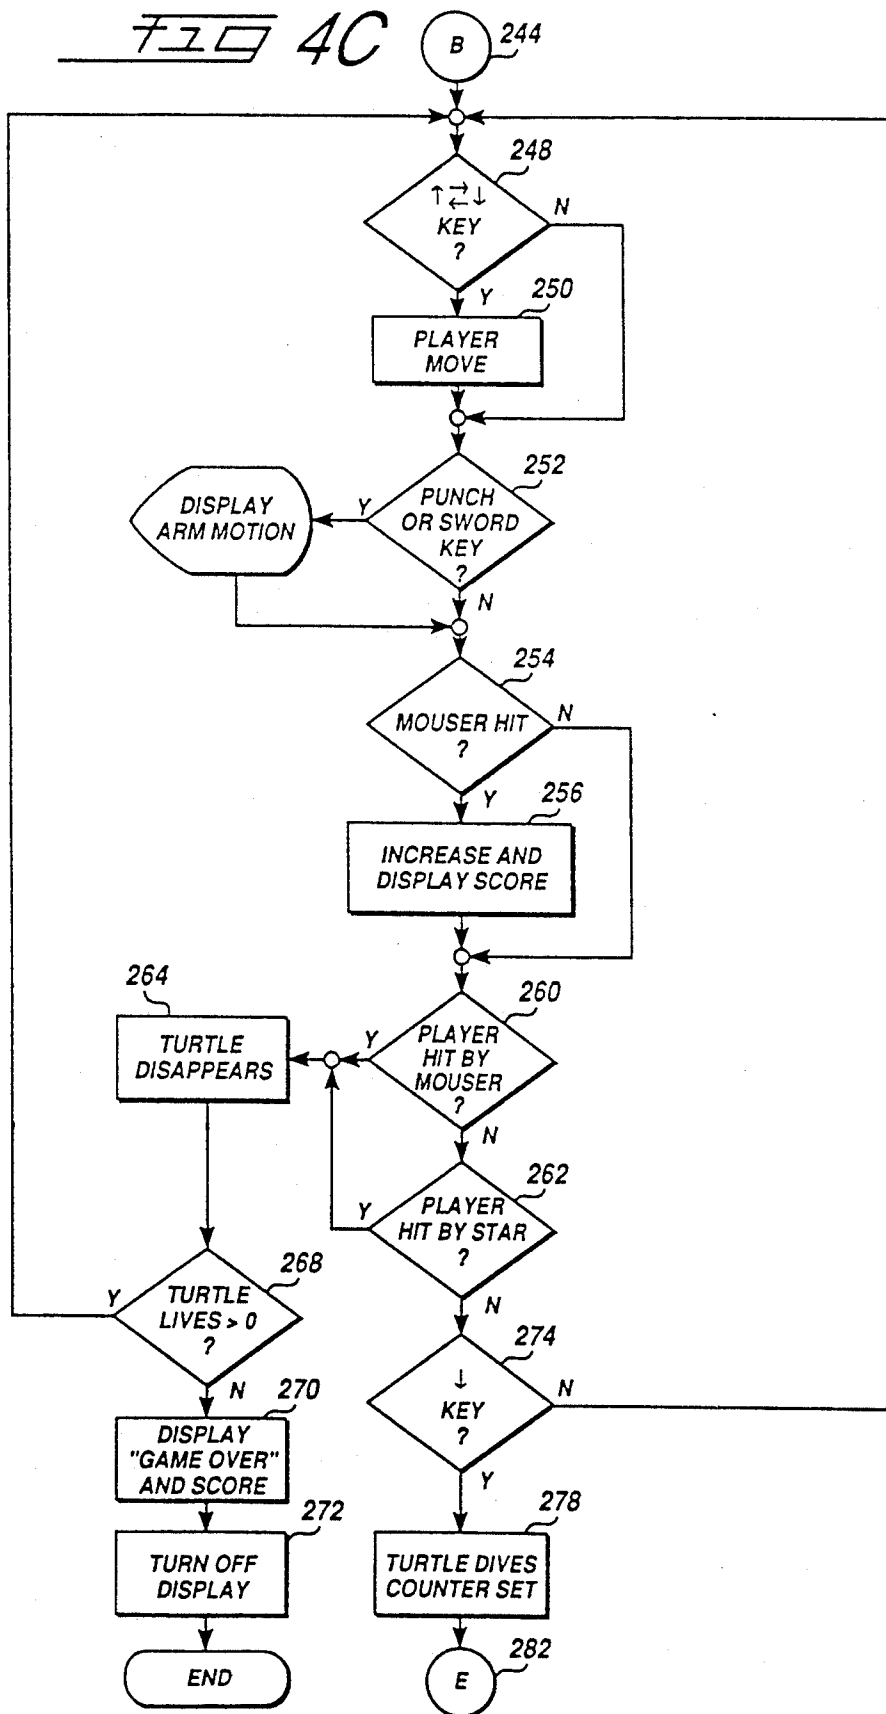 Fig 4C
B
244
248
↑⇄↓
KEY
?
N
Y
250
PLAYER
MOVE
252
PUNCH
OR SWORD
KEY
?
Y
DISPLAY
ARM MOTION
N
254
MOUSER HIT
?
N
Y
256
INCREASE AND
DISPLAY SCORE
264
TURTLE
DISAPPEARS
260
PLAYER
HIT BY
MOUSER
?
Y
N
262
PLAYER
HIT BY STAR
?
Y
N
268
TURTLE
LIVES > 0
?
Y
N
274
↓
KEY
?
N
Y
270
DISPLAY
"GAME OVER"
AND SCORE
272
TURN OFF
DISPLAY
END
278
TURTLE DIVES
COUNTER SET
282
E